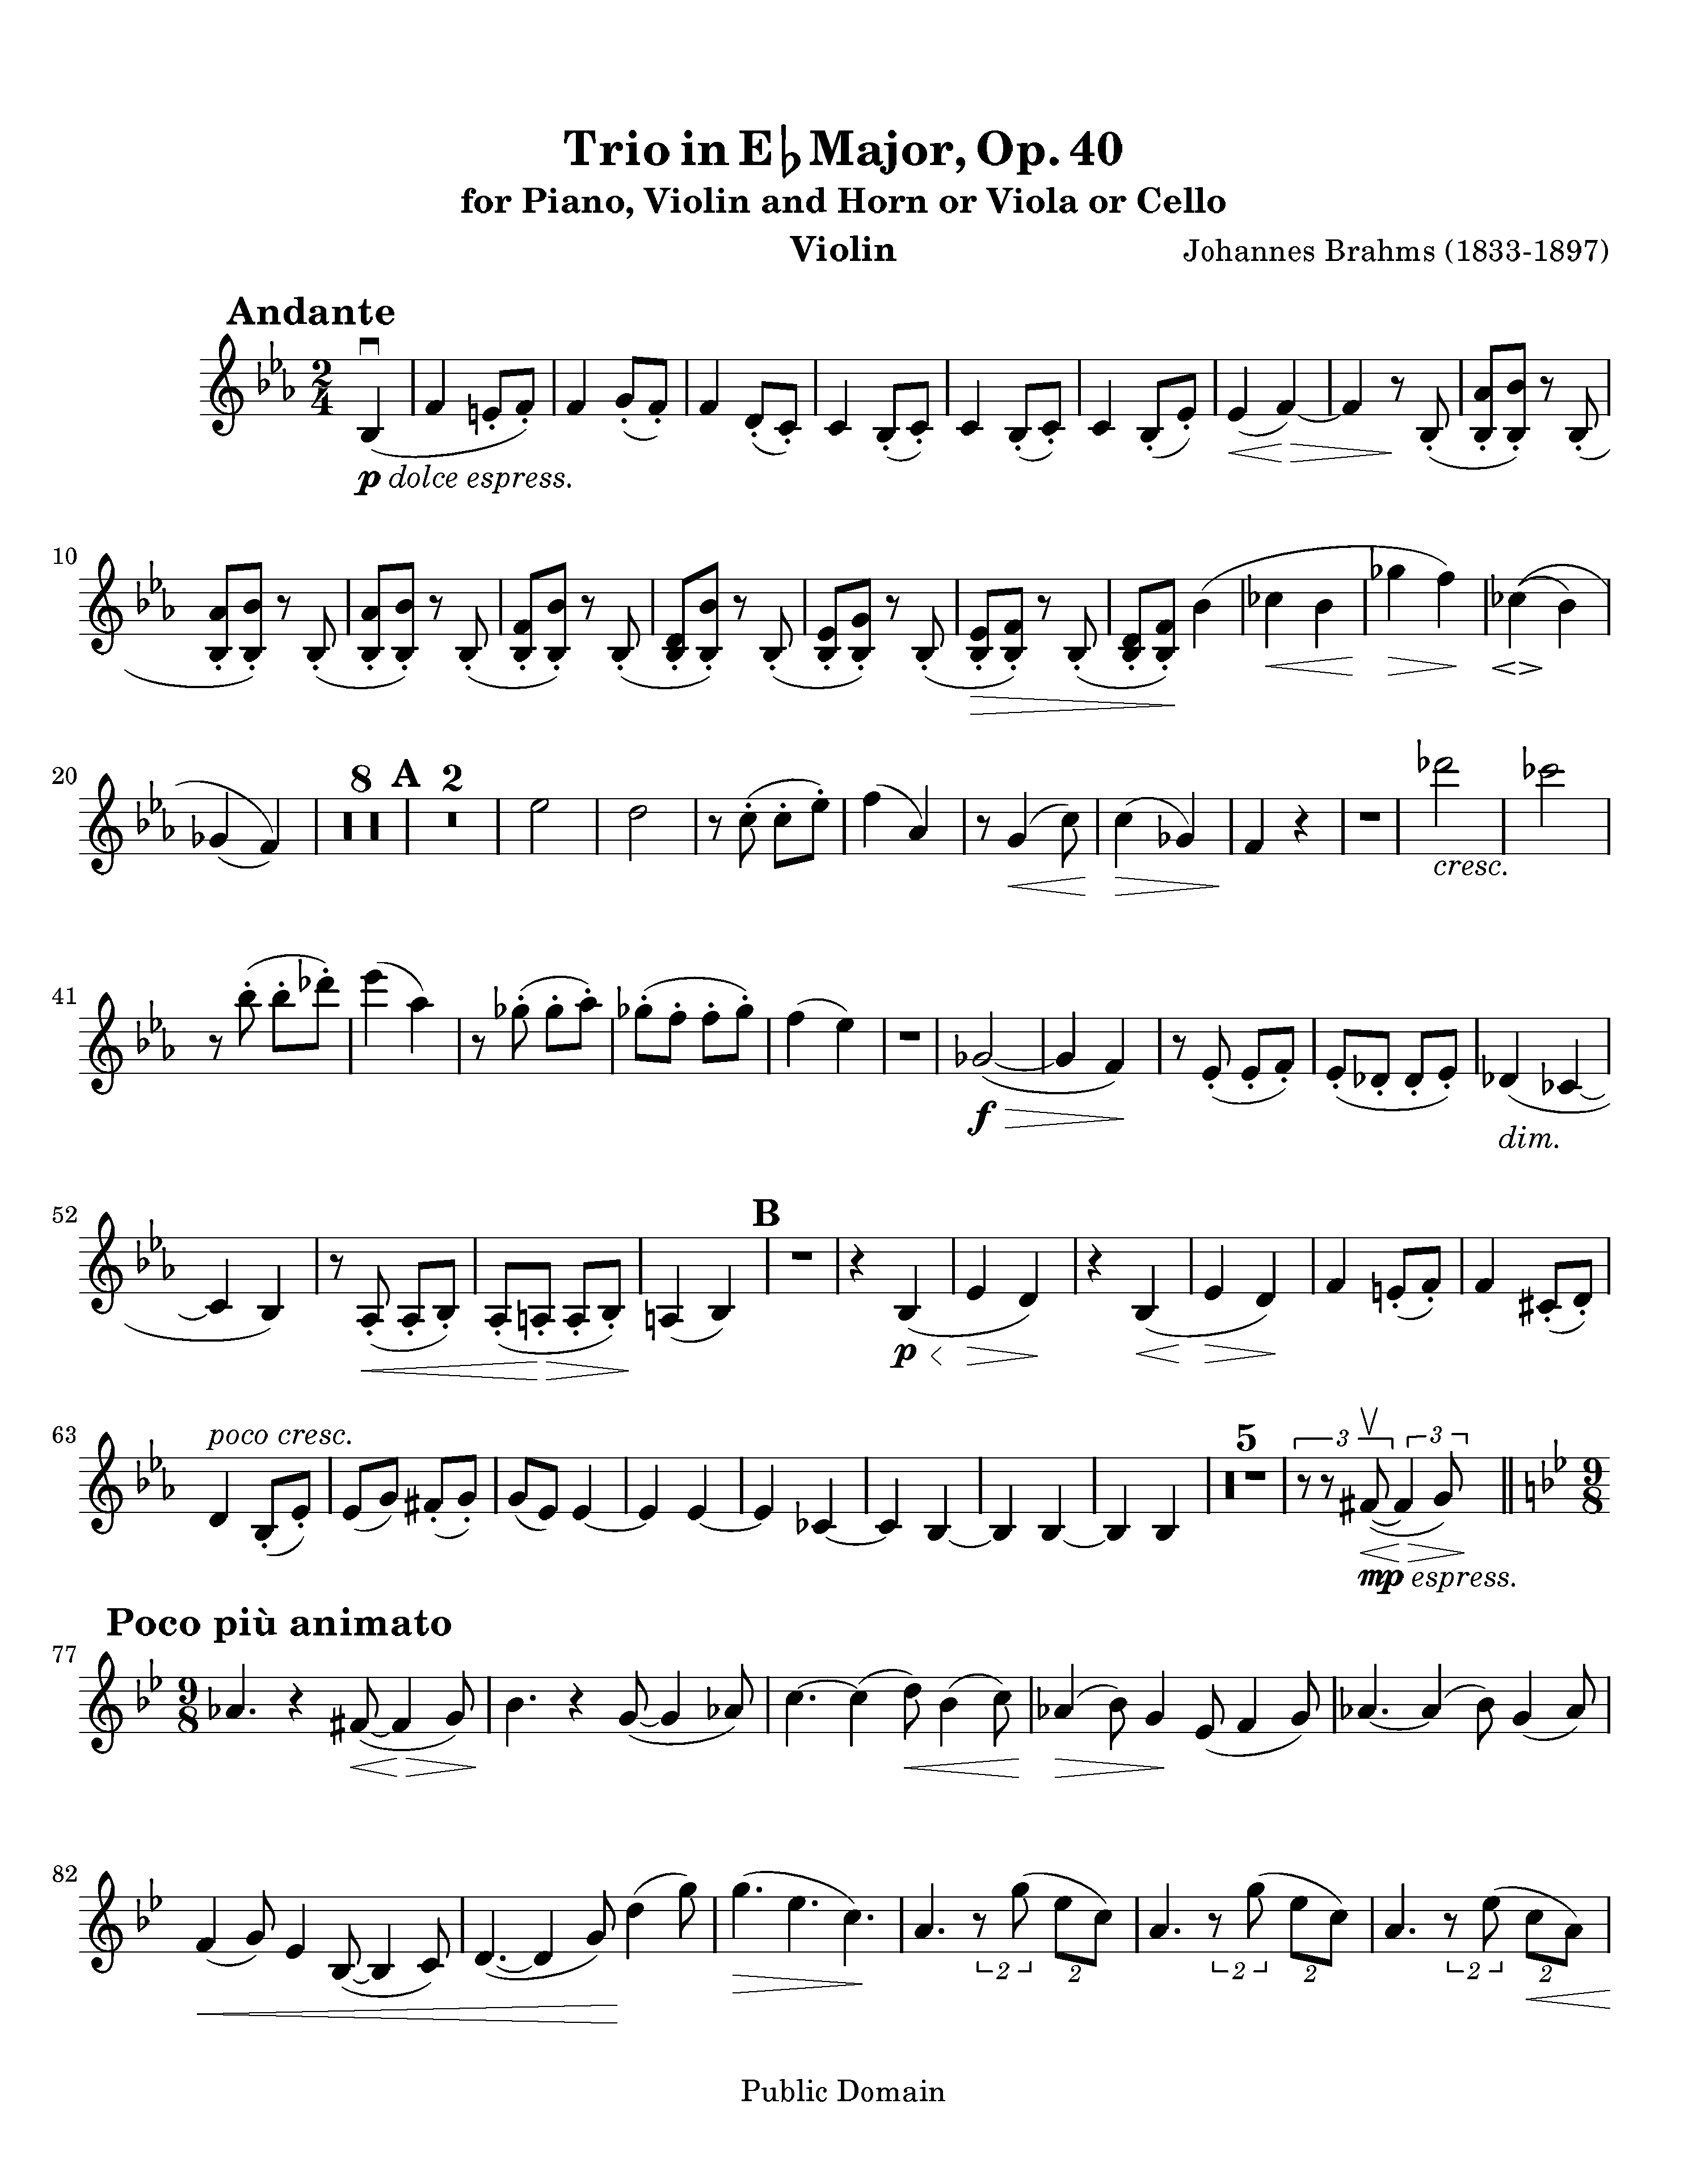 Trio in E♭ Major, Op. 40
for Piano, Violin and Horn or Viola or Cello
Violin
Johannes Brahms (1833-1897)
Andante
2
4
p dolce espress.
10
20
8
A
2
cresc.
41
f
dim.
52
B
p
63
poco cresc.
5
3
3
mp espress.
9
8
Poco più animato
77
9
8
82
2
2
2
2
2
2
Public Domain